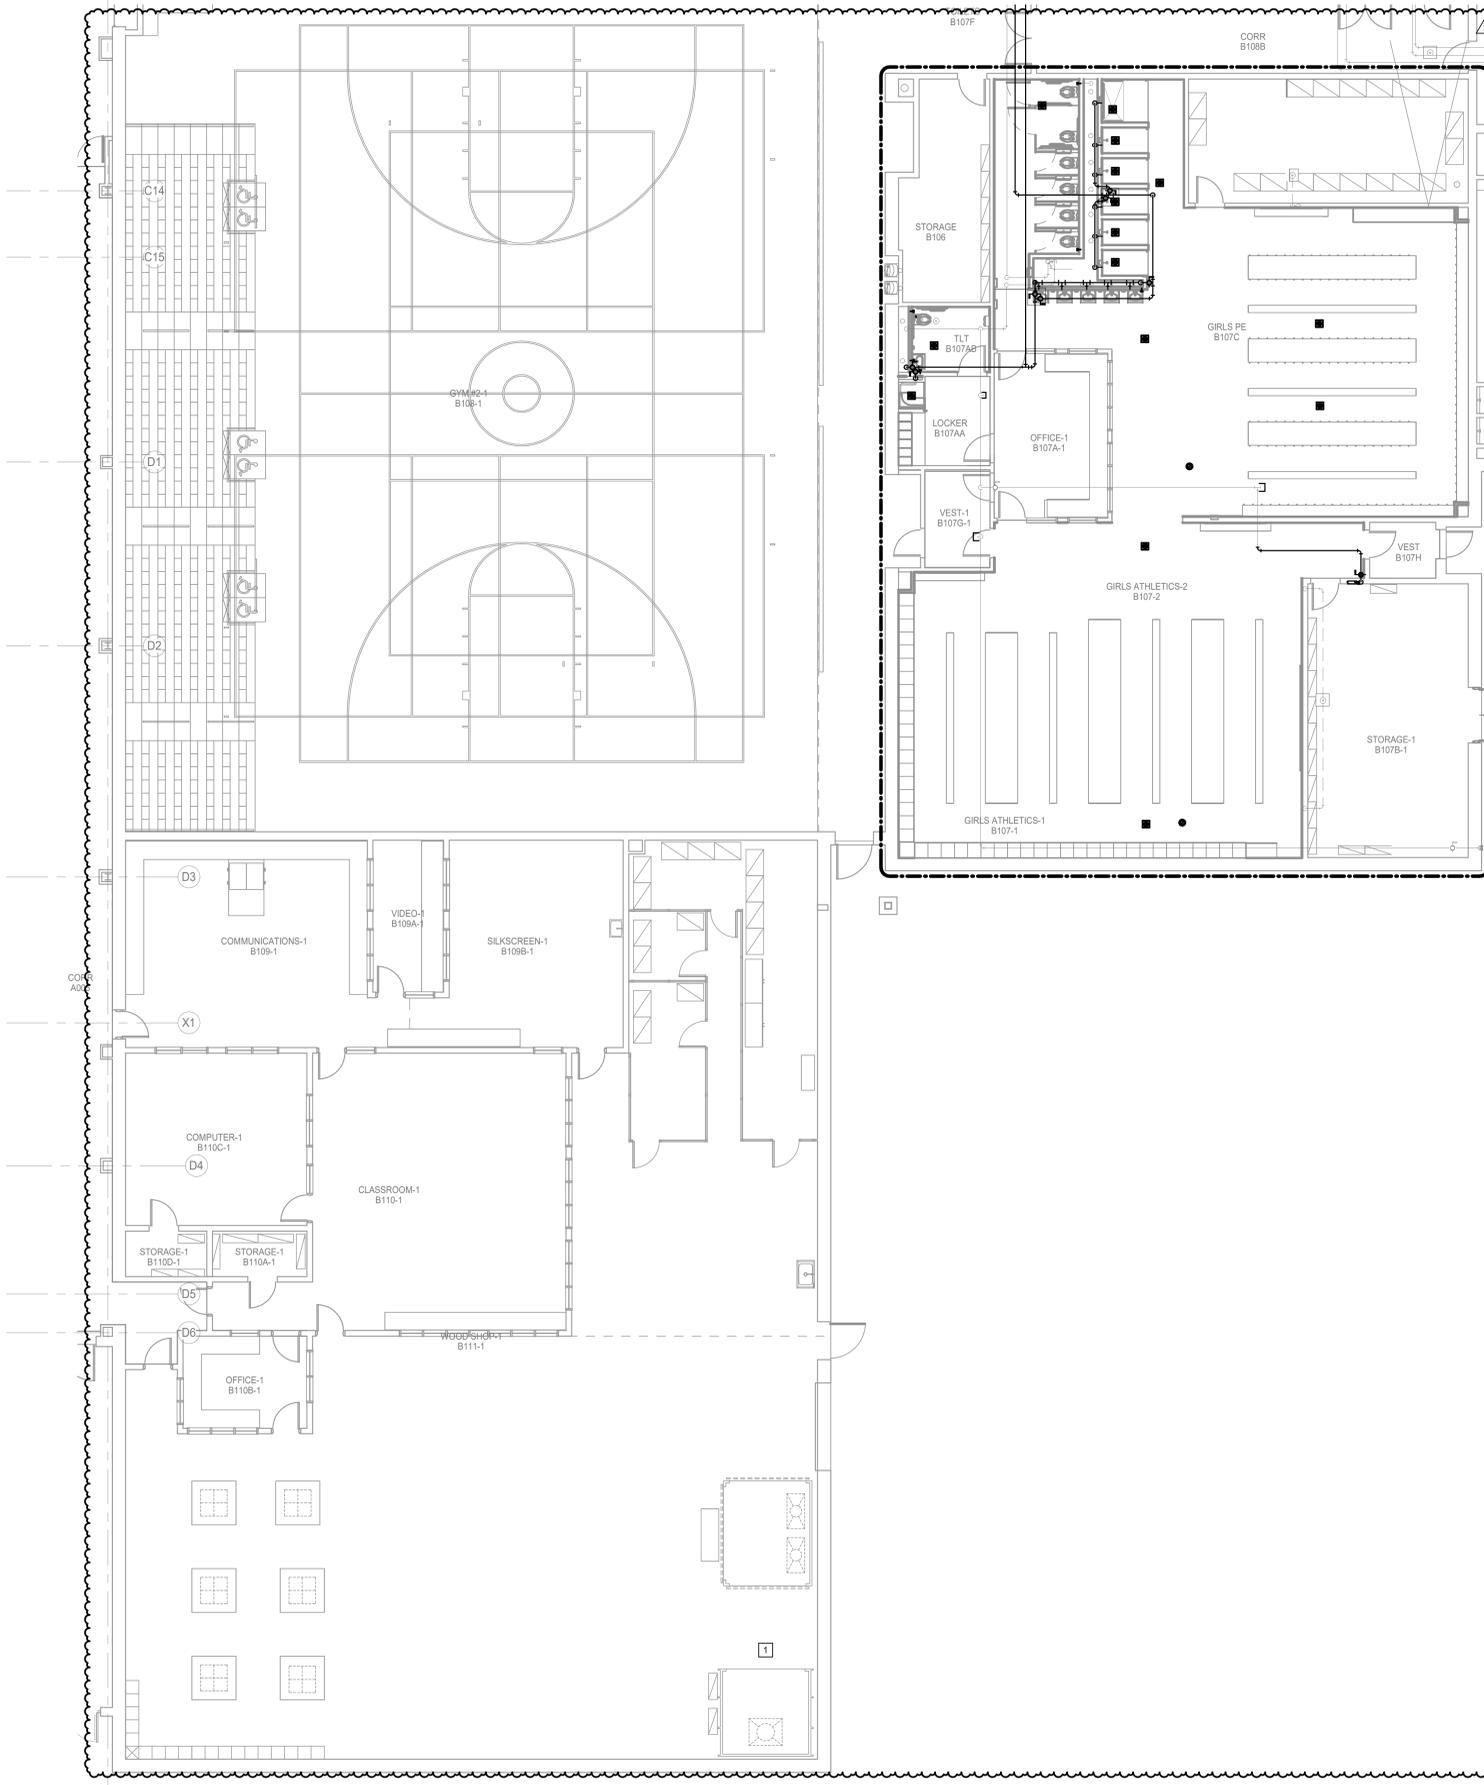 B107F
CORR
B108B
C14
STORAGE
B106
C15
GIRLS PE
B107C
TLT
B107AB
GYM #2-1
B108-1
LOCKER
B107AA
OFFICE-1
B107A-1
D1
VEST-1
B107G-1
VEST
B107H
GIRLS ATHLETICS-2
B107-2
D2
STORAGE-1
B107B-1
GIRLS ATHLETICS-1
B107-1
D3
VIDEO-1
B109A-1
COMMUNICATIONS-1
B109-1
SILKSCREEN-1
B109B-1
CORR
X1
COMPUTER-1
B110C-1
D4
CLASSROOM-1
B110-1
STORAGE-1
B110D-1
STORAGE-1
B110A-1
D5
D6
WOOD SHOP-1
B111-1
OFFICE-1
B110B-1
1